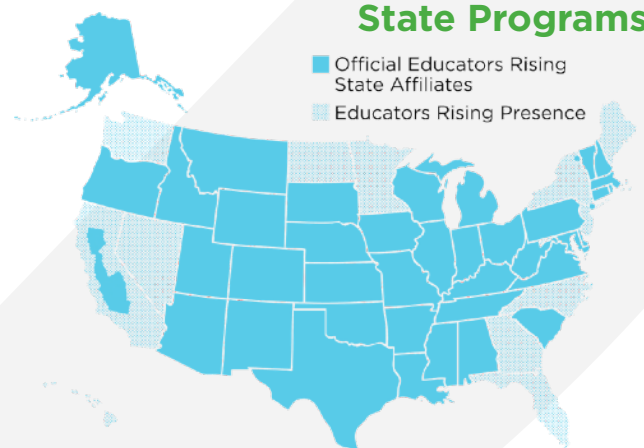 State Programs
Official Educators Rising
State Affiliates
Educators Rising Presence